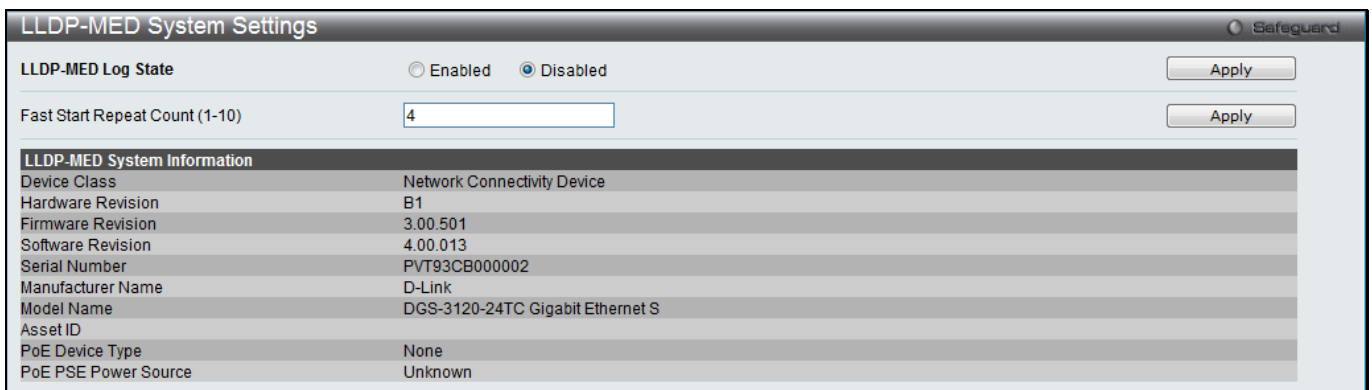 LLDP-MED System Settings Safeguard
LLDP-MED Log State Enabled Disabled Apply
Fast Start Repeat Count (1-10) 4 Apply
LLDP-MED System Information
Device Class Network Connectivity Device
Hardware Revision B1
Firmware Revision 3.00.501
Software Revision 4.00.013
Serial Number PVT93CB000002
Manufacturer Name D-Link
Model Name DGS-3120-24TC Gigabit Ethernet S
Asset ID
PoE Device Type None
PoE PSE Power Source Unknown